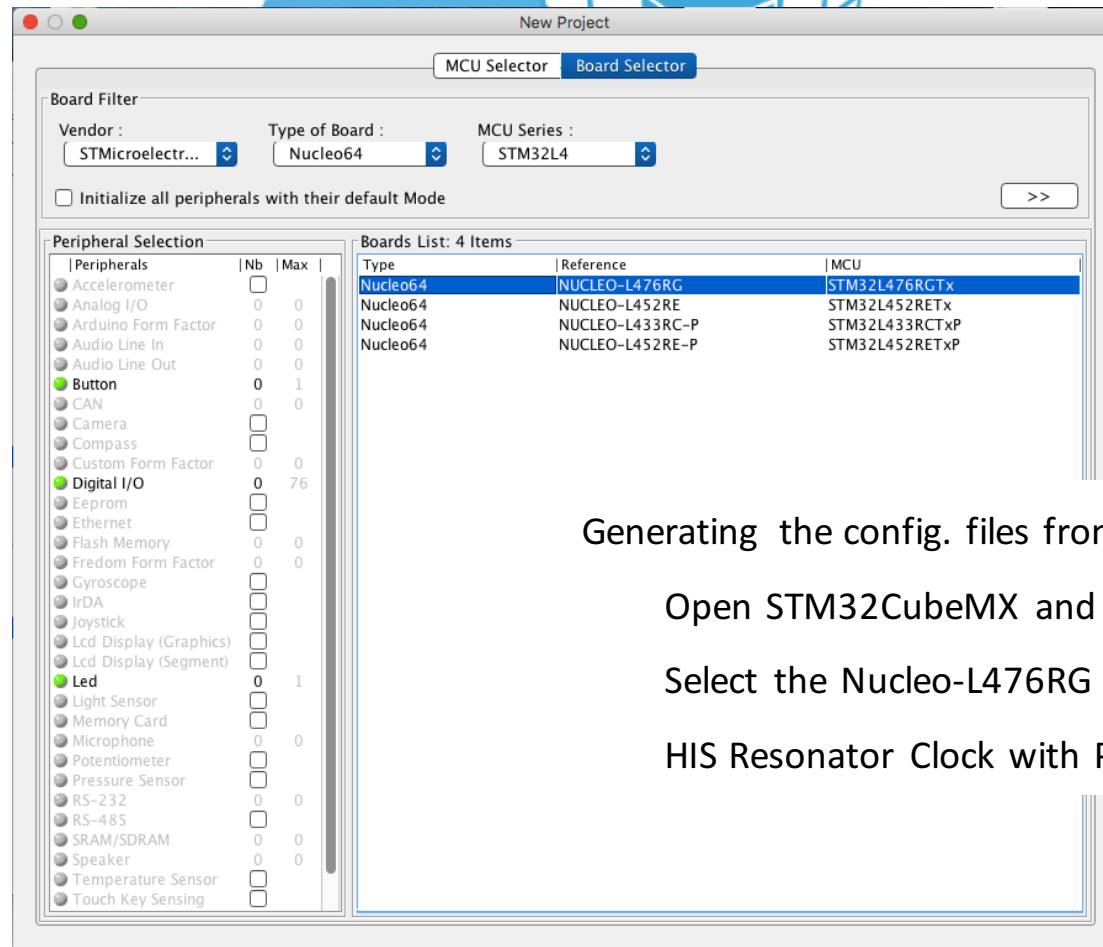 New Project
MCU Selector Board Selector
Board Filter
Vendor : Type of Board : MCU Series :
STMicroelectr... Nucleo64 STM32L4
Initialize all peripherals with their default Mode >>
Peripheral Selection Boards List: 4 Items
|Peripherals |Nb |Max | Type |Reference |MCU |
Accelerometer Nucleo64 NUCLEO-L476RG STM32L476RGTx
Analog I/O 0 0 Nucleo64 NUCLEO-L452RE STM32L452RETx
Arduino Form Factor 0 0 Nucleo64 NUCLEO-L433RC-P STM32L433RCTxP
Audio Line In 0 0 Nucleo64 NUCLEO-L452RE-P STM32L452RETxP
Audio Line Out 0 0
Button 0 1
CAN 0 0
Camera
Compass
Custom Form Factor 0 0
Digital I/O 0 76
Eeprom
Ethernet
Flash Memory 0 0
Fredom Form Factor 0 0
Gyroscope
IrDA
Joystick
Lcd Display (Graphics)
Lcd Display (Segment)
Led 0 1
Light Sensor
Memory Card
Microphone 0 0
Potentiometer
Pressure Sensor
RS-232 0 0
RS-485
SRAM/SDRAM 0 0
Speaker 0 0
Temperature Sensor
Touch Key Sensing
Generating the config. files
Open STM32CubeMX and
Select the Nucleo-L476RG
HIS Resonator Clock with